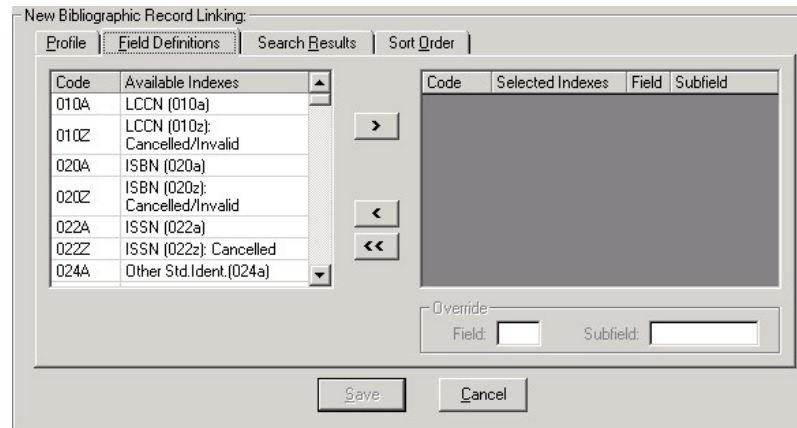 New Bibliographic Record Linking:
Profile Field Definitions Search Results Sort Order
Code Available Indexes
010A LCCN (010a)
010Z LCCN (010z):
Cancelled/Invalid
020A ISBN (020a)
020Z ISBN (020z):
Cancelled/Invalid
022A ISSN (022a)
022Z ISSN (022z): Cancelled
024A Other Std.Ident.(024a)
>
<
<<
Code Selected Indexes Field Subfield
Override
Field: Subfield:
Save Cancel